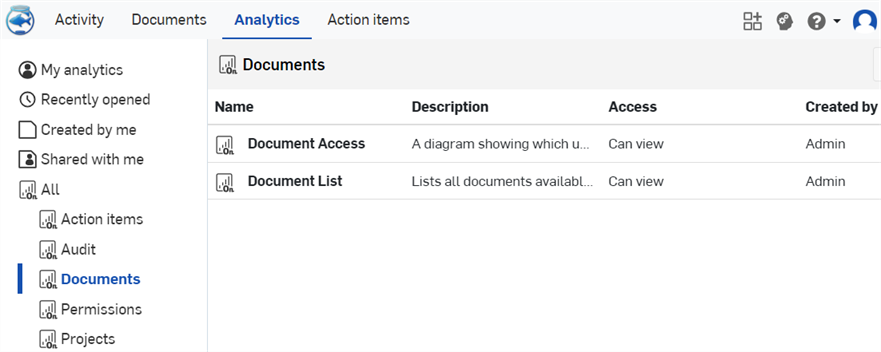 Activity Documents Analytics Action items
My analytics
Recently opened
Created by me
Shared with me
All
Action items
Audit
Documents
Permissions
Projects
Documents
Name Description Access Created by
Document Access A diagram showing which u... Can view Admin
Document List Lists all documents availabl... Can view Admin